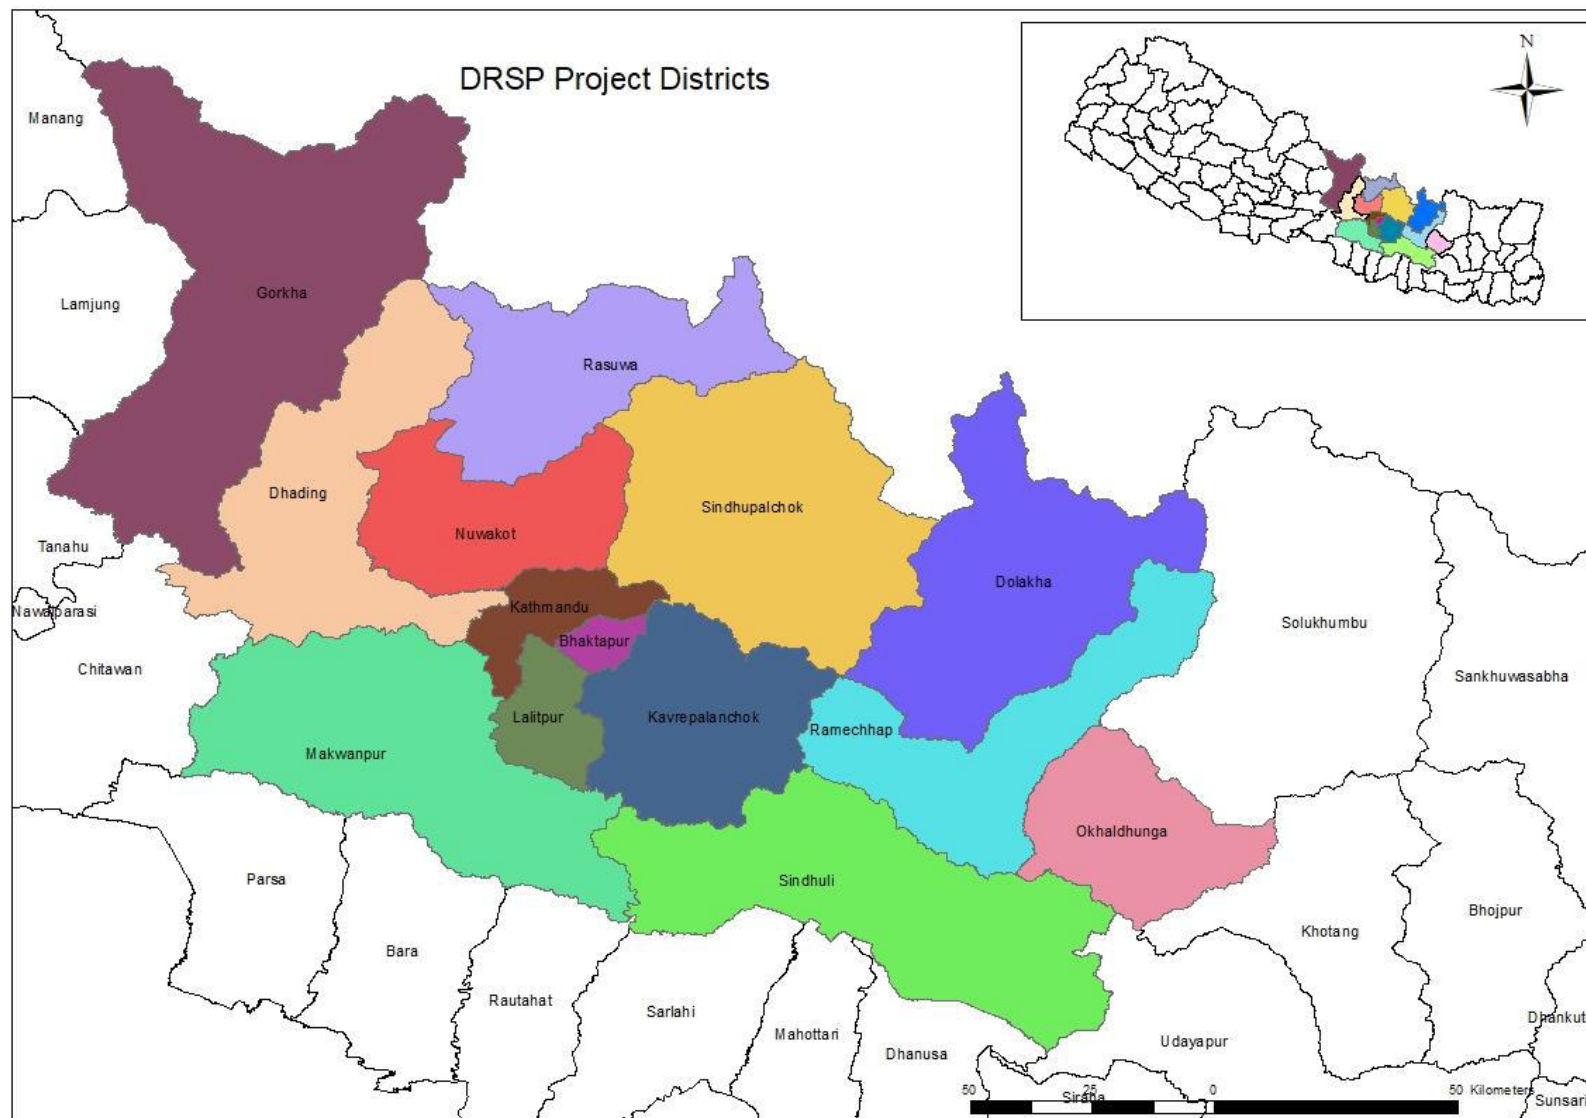 DRSP Project Districts
N
Manang
Gorkha
Lamjung
Rasuwa
Dhading
Sindhupalchok
Nuwakot
Tanahu
Dolakha
Nawalparasi
Kathmandu
Solukhumbu
Bhaktapur
Chitawan
Sankhuwasabha
Lalitpur
Kavrepalanchok
Ramechhap
Makwanpur
Okhaldhunga
Parsa
Sindhuli
Bhojpur
Khotang
Bara
Rautahat
Sarlahi
Mahottari
Dhanusa
Udayapur
Dhankut
50 25 0 50 Kilometers
Siraha
Sunsari